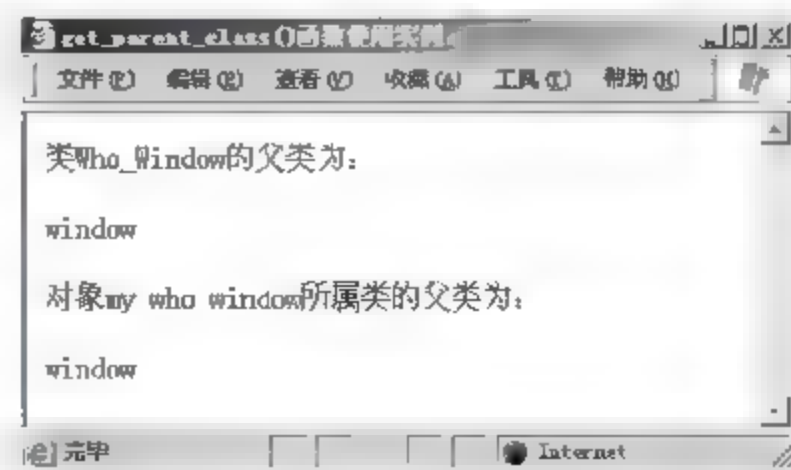 get_parent_class()函数使用实例
文件(F) 编辑(E) 查看(V) 收藏(A) 工具(T) 帮助(H)
类Who_Window的父类为:
window
对象my who window所属类的父类为:
window
完毕 Internet